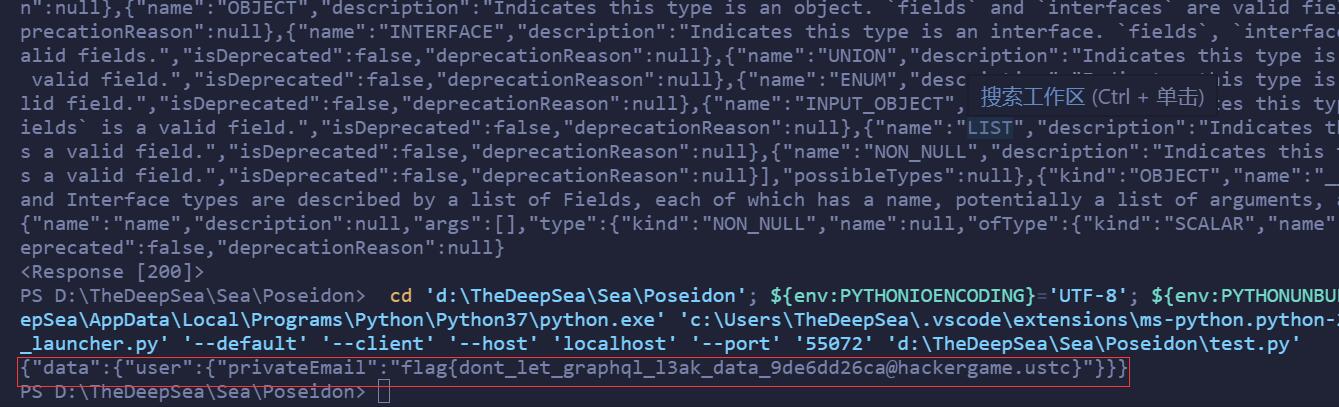 n":null},{"name":"OBJECT","description":"Indicates this type is an object. `fields` and `interfaces` are valid fie
precationReason":null},{"name":"INTERFACE","description":"Indicates this type is an interface. `fields`, `interfac
alid fields.","isDeprecated":false,"deprecationReason":null},{"name":"UNION","description":"Indicates this type is
 valid field.","isDeprecated":false,"deprecationReason":null},{"name":"ENUM","desc this type is
lid field.","isDeprecated":false,"deprecationReason":null},{"name":"INPUT_OBJECT", 搜索工作区 (Ctrl + 单击) tes this typ
ields` is a valid field.","isDeprecated":false,"deprecationReason":null},{"name":"LIST","description":"Indicates th
s a valid field.","isDeprecated":false,"deprecationReason":null},{"name":"NON_NULL","description":"Indicates this t
s a valid field.","isDeprecated":false,"deprecationReason":null}],"possibleTypes":null},{"kind":"OBJECT","name":"__
and Interface types are described by a list of Fields, each of which has a name, potentially a list of arguments, a
{"name":"name","description":null,"args":[],"type":{"kind":"NON_NULL","name":null,"ofType":{"kind":"SCALAR","name"
eprecated":false,"deprecationReason":null}
<Response [200]>
PS D:\TheDeepSea\Sea\Poseidon>  cd 'd:\TheDeepSea\Sea\Poseidon'; ${env:PYTHONIOENCODING}='UTF-8'; ${env:PYTHONUNBU
epSea\AppData\Local\Programs\Python\Python37\python.exe' 'c:\Users\TheDeepSea\.vscode\extensions\ms-python.python-
_launcher.py' '--default' '--client' '--host' 'localhost' '--port' '55072' 'd:\TheDeepSea\Sea\Poseidon\test.py'
{"data":{"user":{"privateEmail":"flag{dont_let_graphql_l3ak_data_9de6dd26ca@hackergame.ustc}"}}}
PS D:\TheDeepSea\Sea\Poseidon>